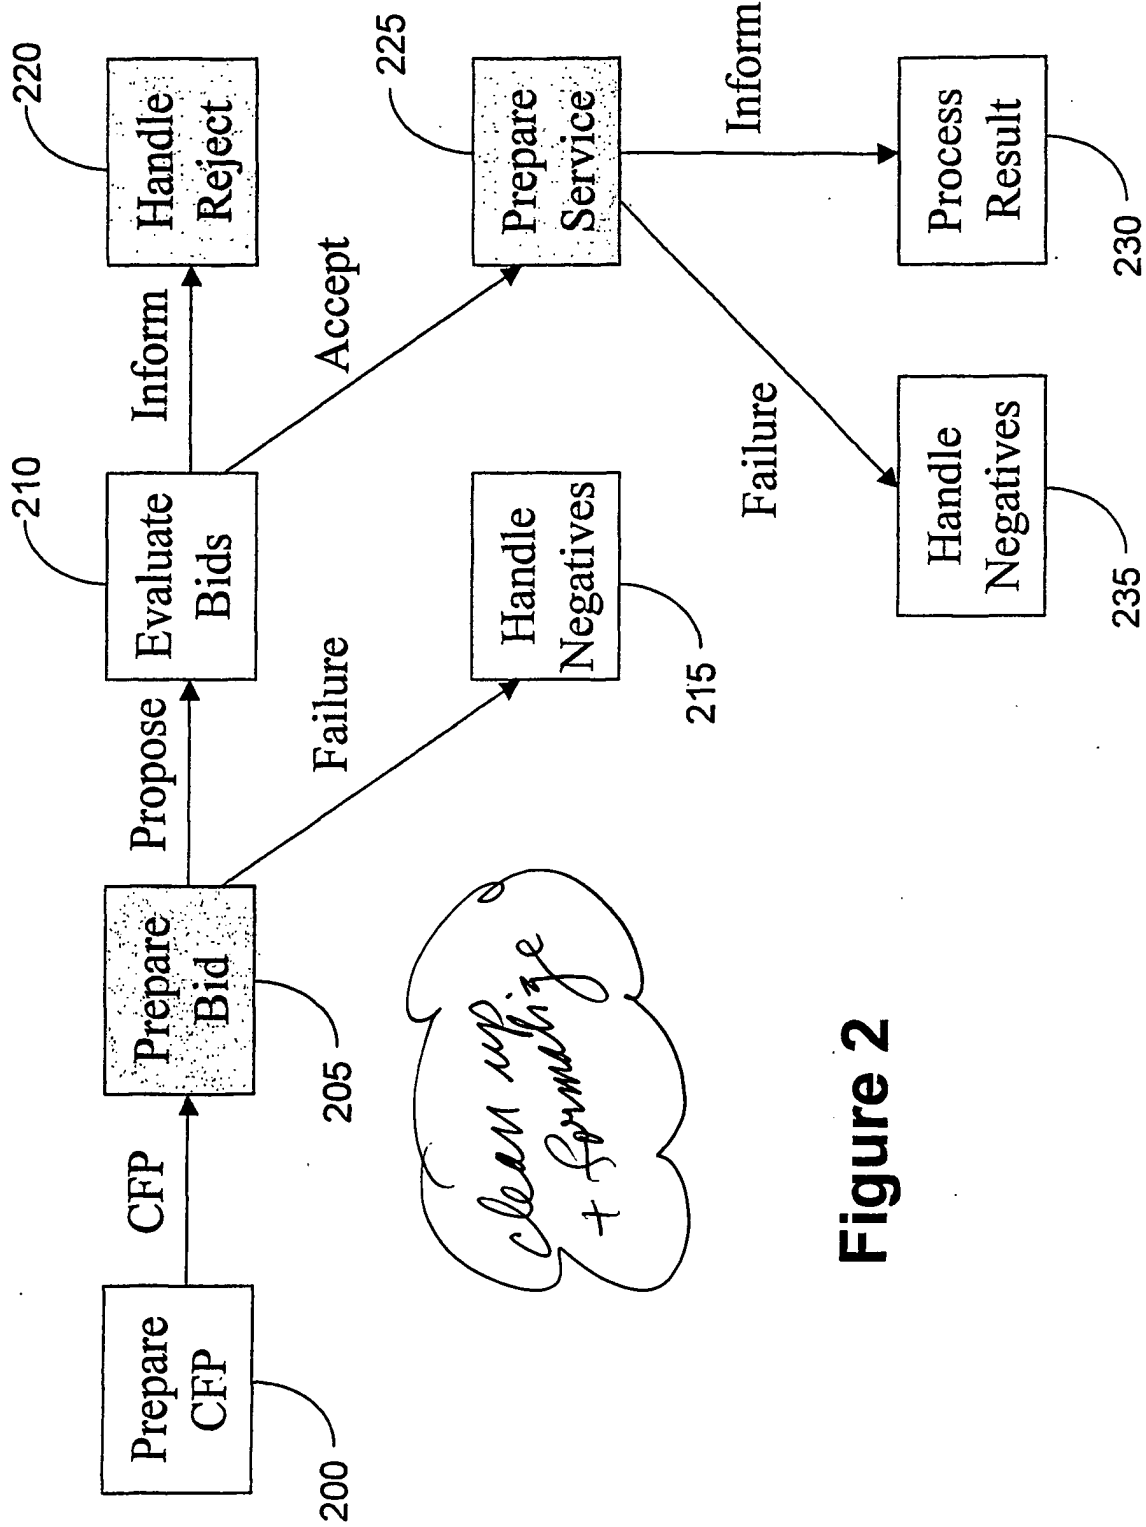 220
Handle
Reject
Inform
210
Evaluate
Bids
Propose
Prepare
Bid
205
CFP
Prepare
CFP
200
Accept
225
Prepare
Service
Failure
Handle
Negatives
215
Inform
Process
Result
230
Failure
Handle
Negatives
235
clean up
+ formalize
Figure 2